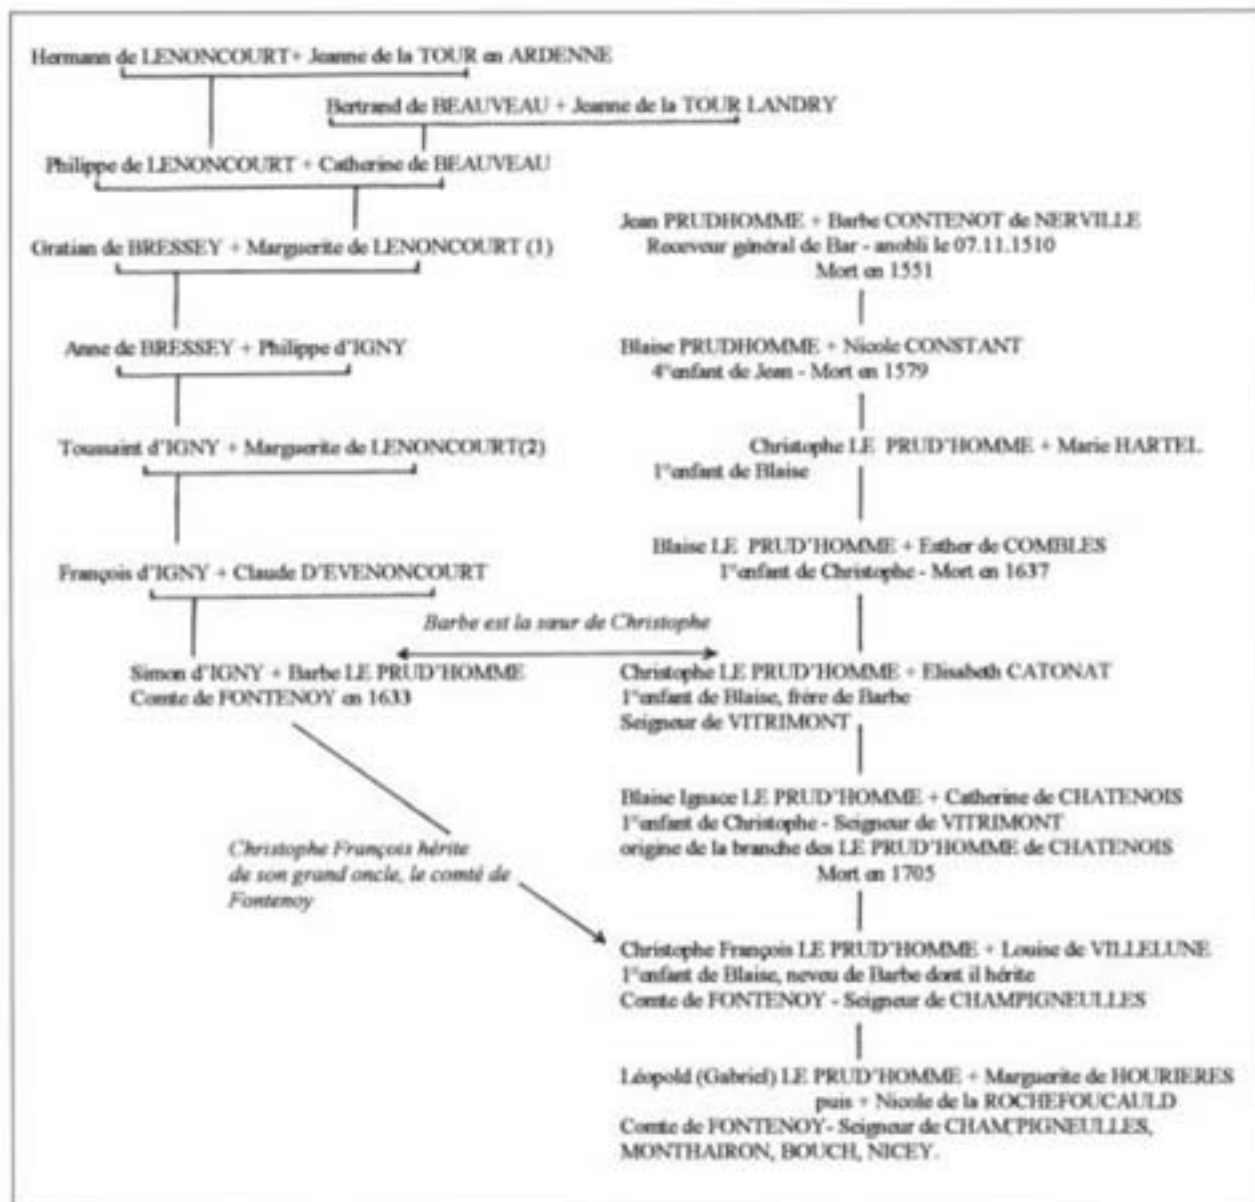 Hermann de LENONCOURT+ Jeanne de la TOUR en ARDENNE
Bertrand de BEAUVEAU + Jeanne de la TOUR LANDRY
Philippe de LENONCOURT + Catherine de BEAUVEAU
Gratian de BRESSEY + Marguerite de LENONCOURT (1)
Anne de BRESSEY + Philippe d'IGNY
Toussaint d'IGNY + Marguerite de LENONCOURT(2)
François d'IGNY + Claude D'EVENONCOURT
Barbe est la sœur de Christophe
Simon d'IGNY + Barbe LE PRUD'HOMME
Comte de FONTENOY en 1633
Christophe François hérite
de son grand oncle, le comté de
Fontenoy
Jean PRUDHOMME + Barbe CONTENOT de NERVILLE
Receveur général de Bar - anobli le 07.11.1510
Mort en 1551
Blaise PRUDHOMME + Nicole CONSTANT
4°enfant de Jean - Mort en 1579
Christophe LE PRUD'HOMME + Marie HARTEL
1°enfant de Blaise
Blaise LE PRUD'HOMME + Esther de COMBLES
1°enfant de Christophe - Mort en 1637
Christophe LE PRUD'HOMME + Elisabeth CATONAT
1°enfant de Blaise, frère de Barbe
Seigneur de VITRIMONT
Blaise Ignace LE PRUD'HOMME + Catherine de CHATENOIS
1°enfant de Christophe - Seigneur de VITRIMONT
origine de la branche des LE PRUD'HOMME de CHATENOIS
Mort en 1705
Christophe François LE PRUD'HOMME + Louise de VILLELUNE
1°enfant de Blaise, neveu de Barbe dont il hérite
Comte de FONTENOY - Seigneur de CHAMPIGNEULLES
Léopold (Gabriel) LE PRUD'HOMME + Marguerite de HOURIERES
puis + Nicole de la ROCHEFOUCAULD
Comte de FONTENOY- Seigneur de CHAM,PIGNEULLES,
MONTHAIRON, BOUCH, NICEY.